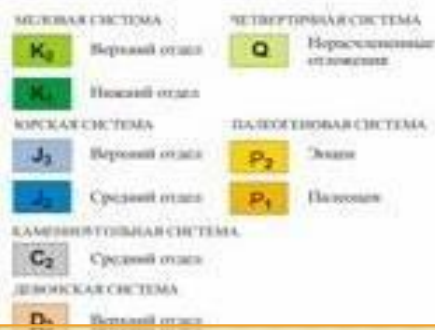 МЕЛОВАЯ СИСТЕМА
K₂ Верхний отдел
K₁ Нижний отдел
ЮРСКАЯ СИСТЕМА
J₃ Верхний отдел
J₂ Средний отдел
КАМЕННОУГОЛЬНАЯ СИСТЕМА
C₂ Средний отдел
ДЕВОНСКАЯ СИСТЕМА
D₃ Верхний отдел
ЧЕТВЕРТИЧНАЯ СИСТЕМА
Q Нерасчлененные
отложения
ПАЛЕОГЕНОВАЯ СИСТЕМА
P₂ Эоцен
P₁ Палеоцен